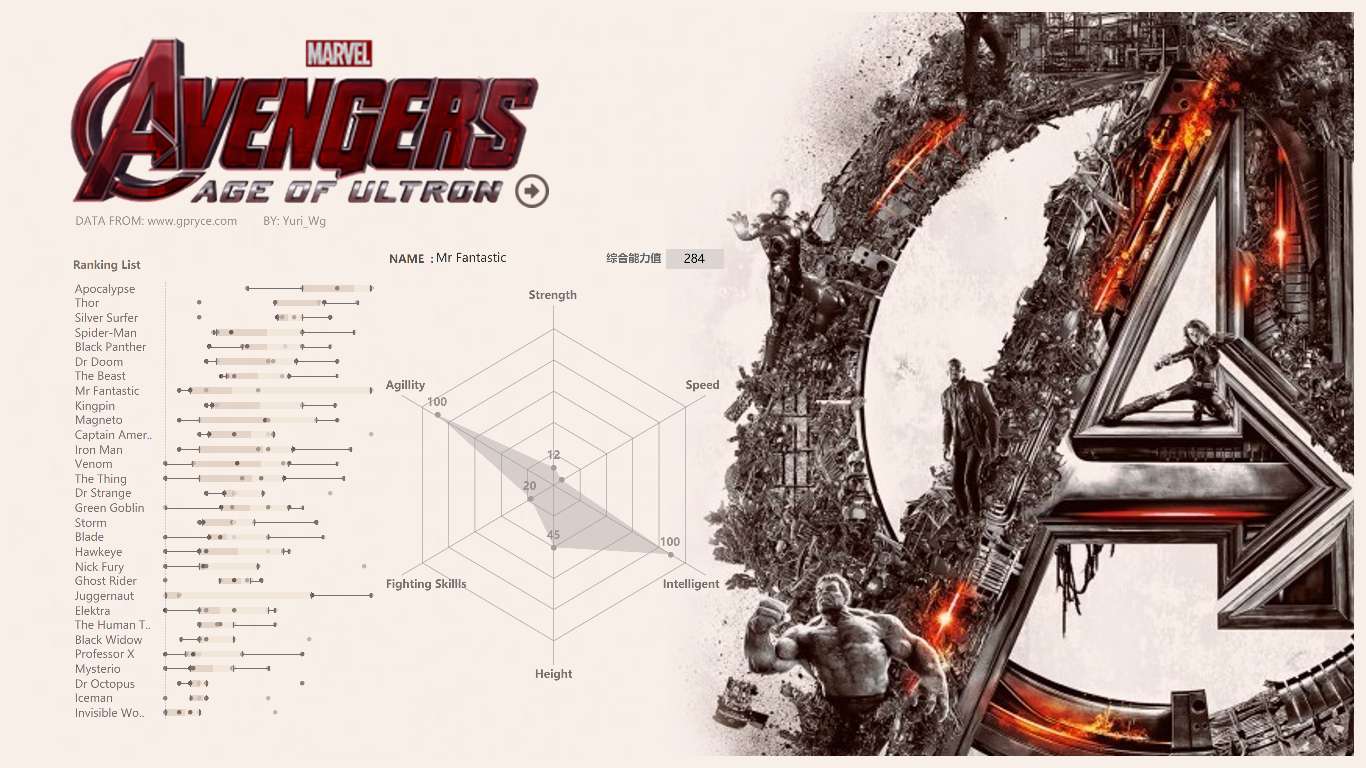 MARVEL
AVENGERS
AGE OF ULTRON
DATA FROM: www.gpryce.com BY: Yuri_Wg
Ranking List
NAME : Mr Fantastic 综合能力值 284
Apocalypse
Thor
Silver Surfer
Spider-Man
Black Panther
Dr Doom
The Beast
Mr Fantastic
Kingpin
Magneto
Captain Amer..
Iron Man
Venom
The Thing
Dr Strange
Green Goblin
Storm
Blade
Hawkeye
Nick Fury
Ghost Rider
Juggernaut
Elektra
The Human T..
Black Widow
Professor X
Mysterio
Dr Octopus
Iceman
Invisible Wo..
Strength
Agillity
Speed
100
12
20
45
100
Fighting Skillls
Intelligent
Height